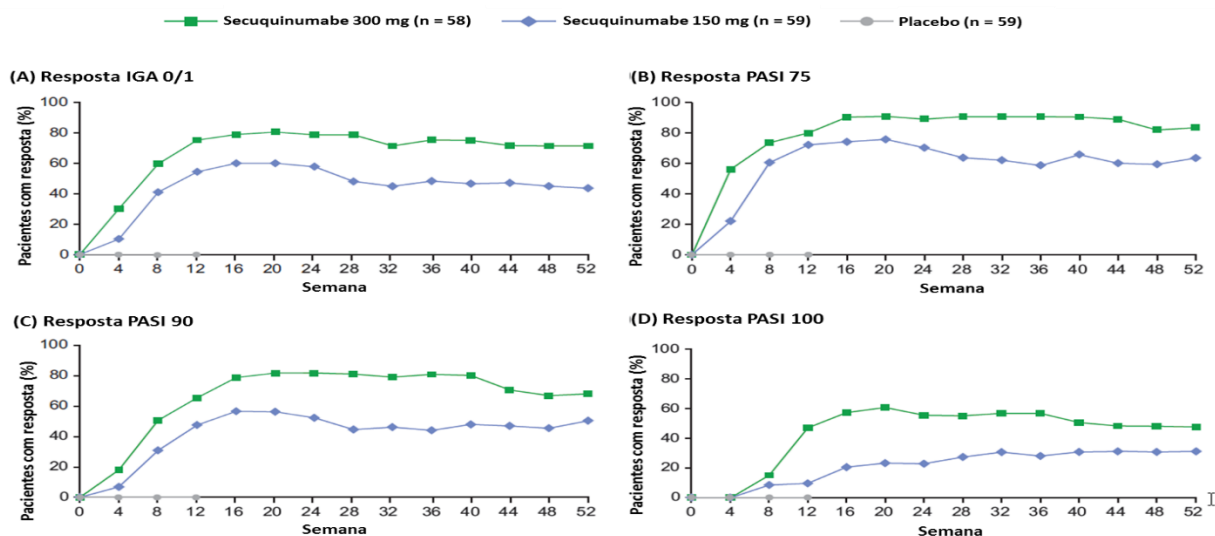 Secuquinumabe 300 mg (n = 58) Secuquinumabe 150 mg (n = 59) Placebo (n = 59)
(A) Resposta IGA 0/1
Pacientes com resposta (%)
100
80
60
40
20
0
0 4 8 12 16 20 24 28 32 36 40 44 48 52
Semana
(B) Resposta PASI 75
Pacientes com resposta (%)
100
80
60
40
20
0
0 4 8 12 16 20 24 28 32 36 40 44 48 52
Semana
(C) Resposta PASI 90
Pacientes com resposta (%)
100
80
60
40
20
0
0 4 8 12 16 20 24 28 32 36 40 44 48 52
Semana
(D) Resposta PASI 100
Pacientes com resposta (%)
100
80
60
40
20
0
0 4 8 12 16 20 24 28 32 36 40 44 48 52
Semana